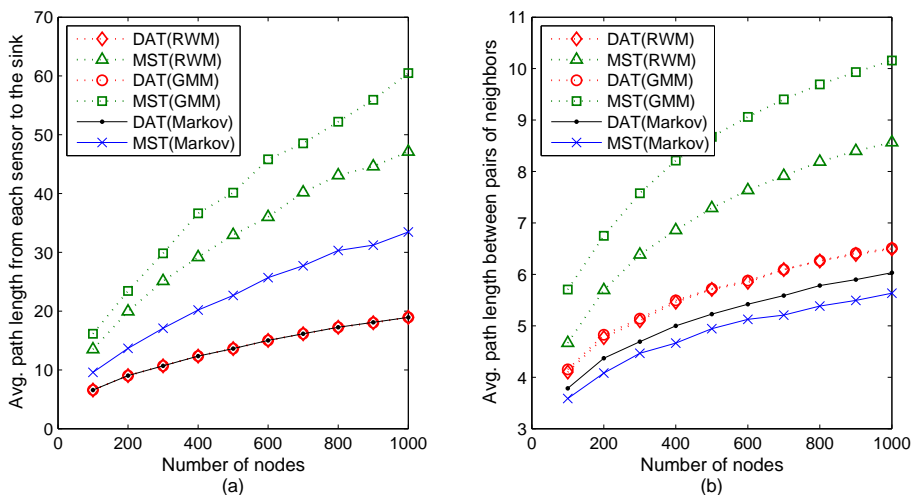 Avg. path length from each sensor to the sink
70
60
50
40
30
20
10
0
DAT(RWM)
MST(RWM)
DAT(GMM)
MST(GMM)
DAT(Markov)
MST(Markov)
0 200 400 600 800 1000
Number of nodes
(a)
Avg. path length between pairs of neighbors
11
10
9
8
7
6
5
4
3
DAT(RWM)
MST(RWM)
DAT(GMM)
MST(GMM)
DAT(Markov)
MST(Markov)
0 200 400 600 800 1000
Number of nodes
(b)